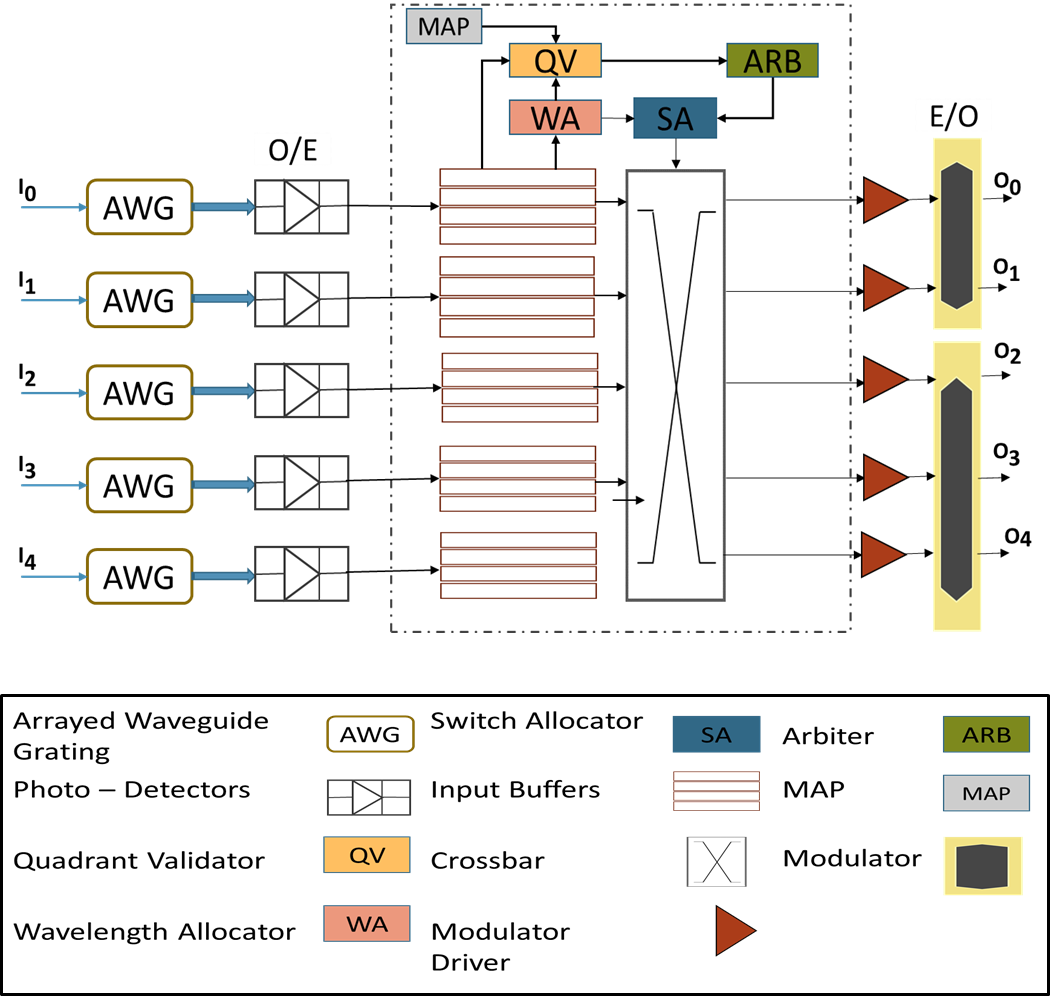 MAP
QV
ARB
WA
SA
E/O
O/E
I0
AWG
O0
I1
AWG
O1
I2
AWG
O2
I3
AWG
O3
I4
AWG
O4
Arrayed Waveguide
Grating
AWG
Switch Allocator
SA
Arbiter
ARB
Photo – Detectors
Input Buffers
MAP
MAP
Quadrant Validator
QV
Crossbar
Modulator
Wavelength Allocator
WA
Modulator
Driver